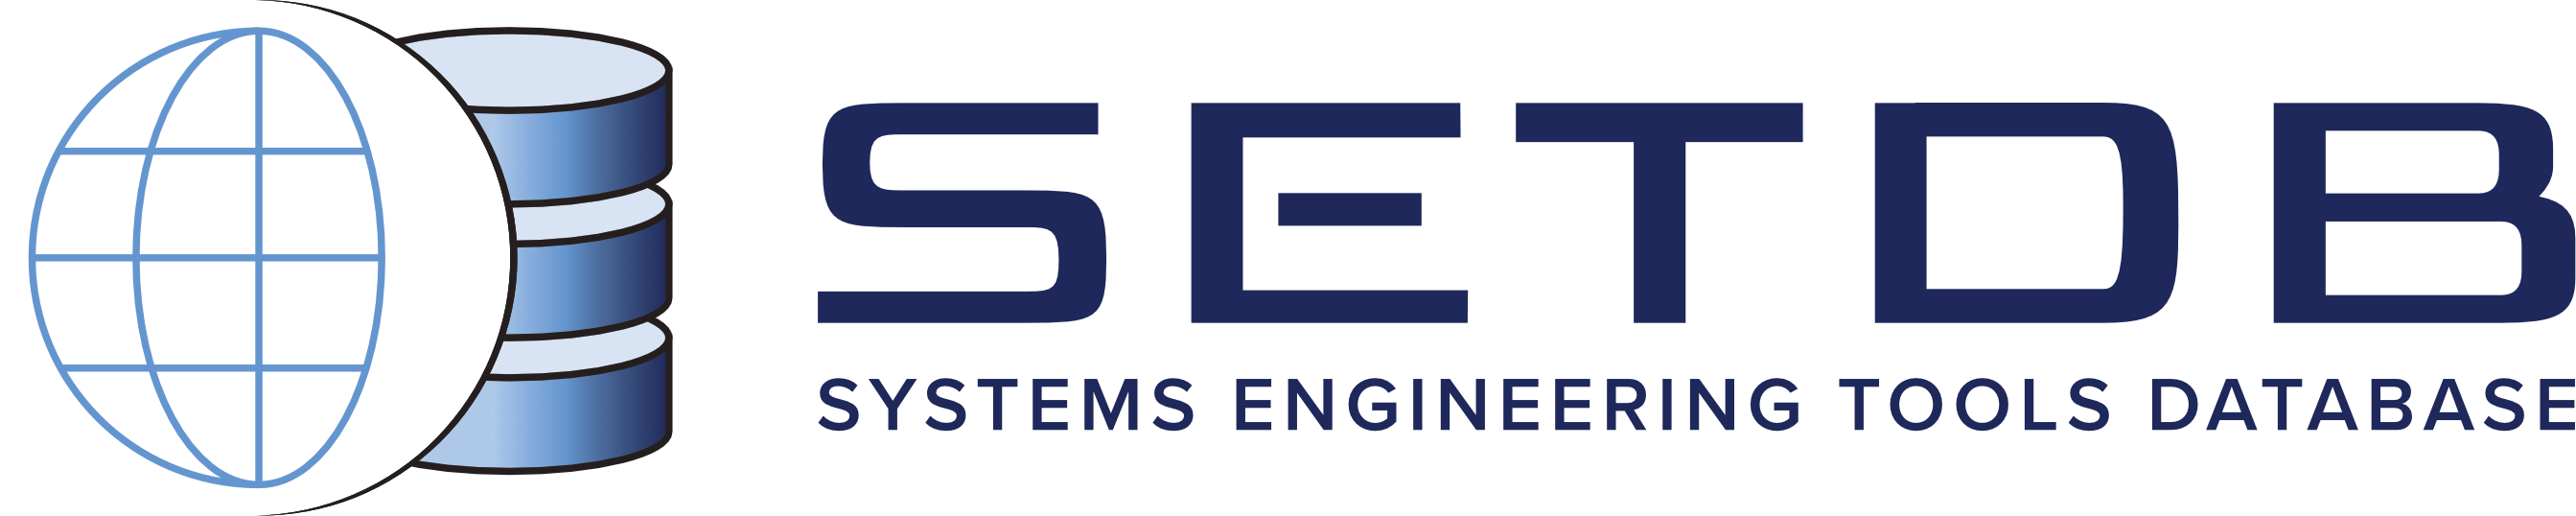 SETDB
SYSTEMS ENGINEERING TOOLS DATABASE